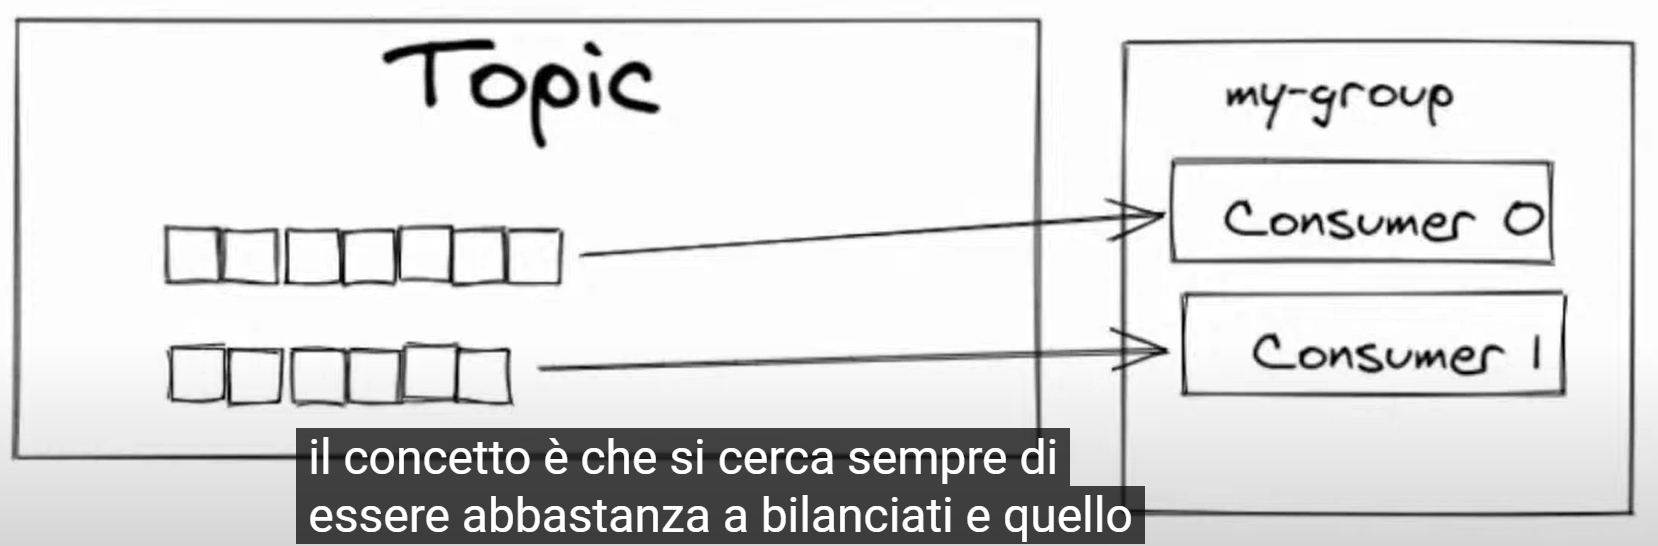 Topic
my-group
Consumer 0
Consumer 1
il concetto è che si cerca sempre di
essere abbastanza a bilanciati e quello